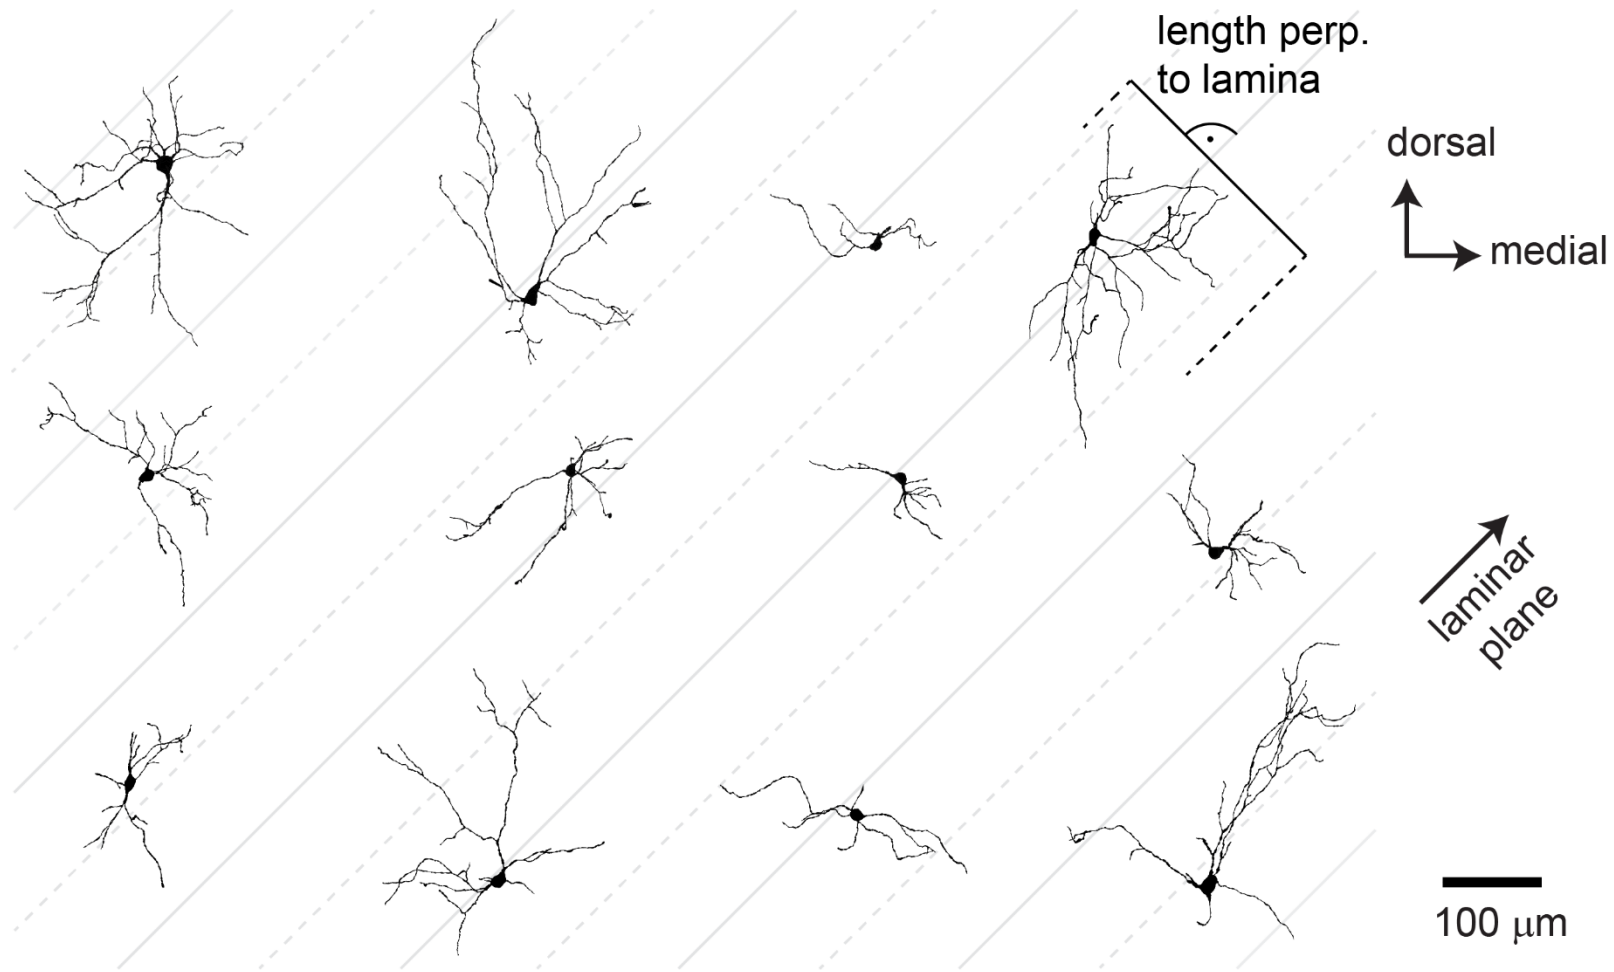 length perp.
to lamina
dorsal
medial
laminar
plane
100 μm